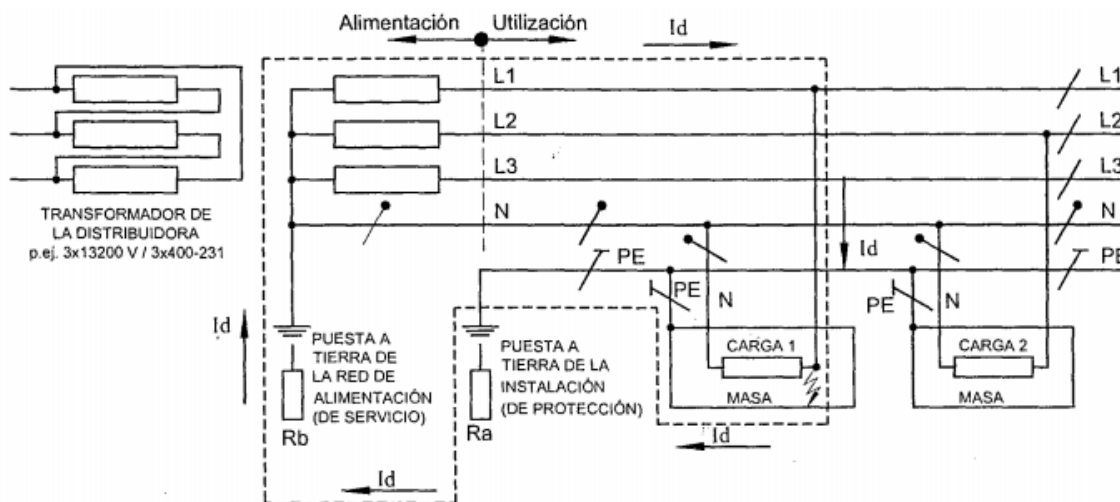 Alimentación Utilización
Id
L1 L1
L2 L2
L3 L3
TRANSFORMADOR DE
LA DISTRIBUIDORA
p.ej. 3x13200 V / 3x400-231
N N
Id
PE PE
PE N PE N
Id
PUESTA A
TIERRA DE
LA RED DE
ALIMENTACIÓN
(DE SERVICIO)
Rb
PUESTA A
TIERRA DE LA
INSTALACIÓN
(DE PROTECCIÓN)
Ra
CARGA 1
MASA
CARGA 2
MASA
Id
Id